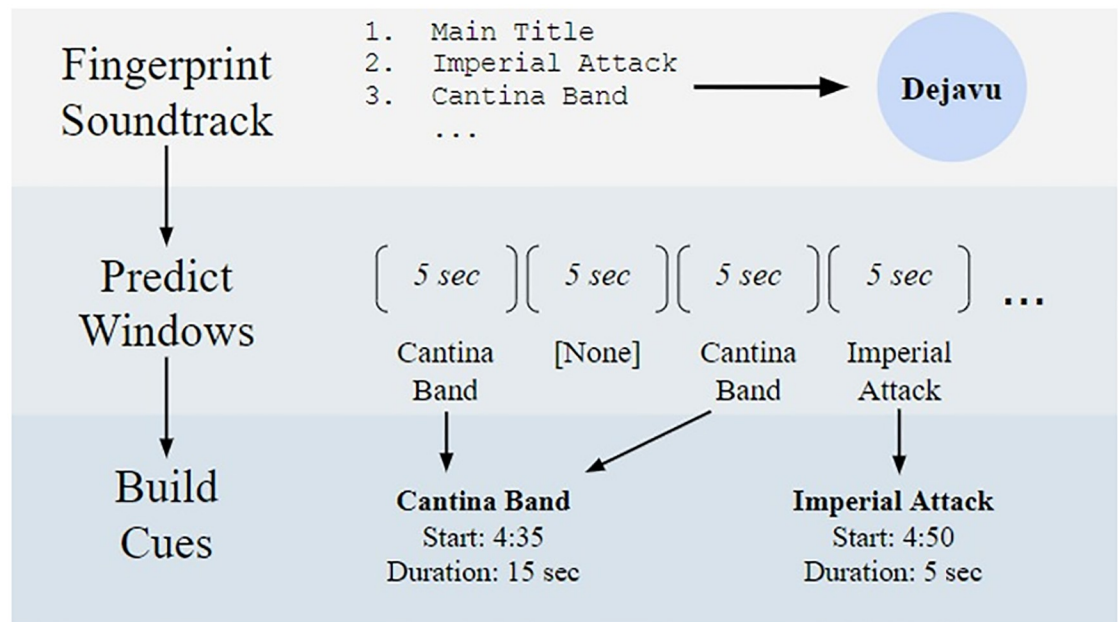 Fingerprint
Soundtrack
1. Main Title
2. Imperial Attack
3. Cantina Band
...
Dejavu
Predict
Windows
5 sec 5 sec 5 sec 5 sec ...
Cantina Band
[None]
Cantina Band
Imperial Attack
Build
Cues
Cantina Band
Start: 4:35
Duration: 15 sec
Imperial Attack
Start: 4:50
Duration: 5 sec